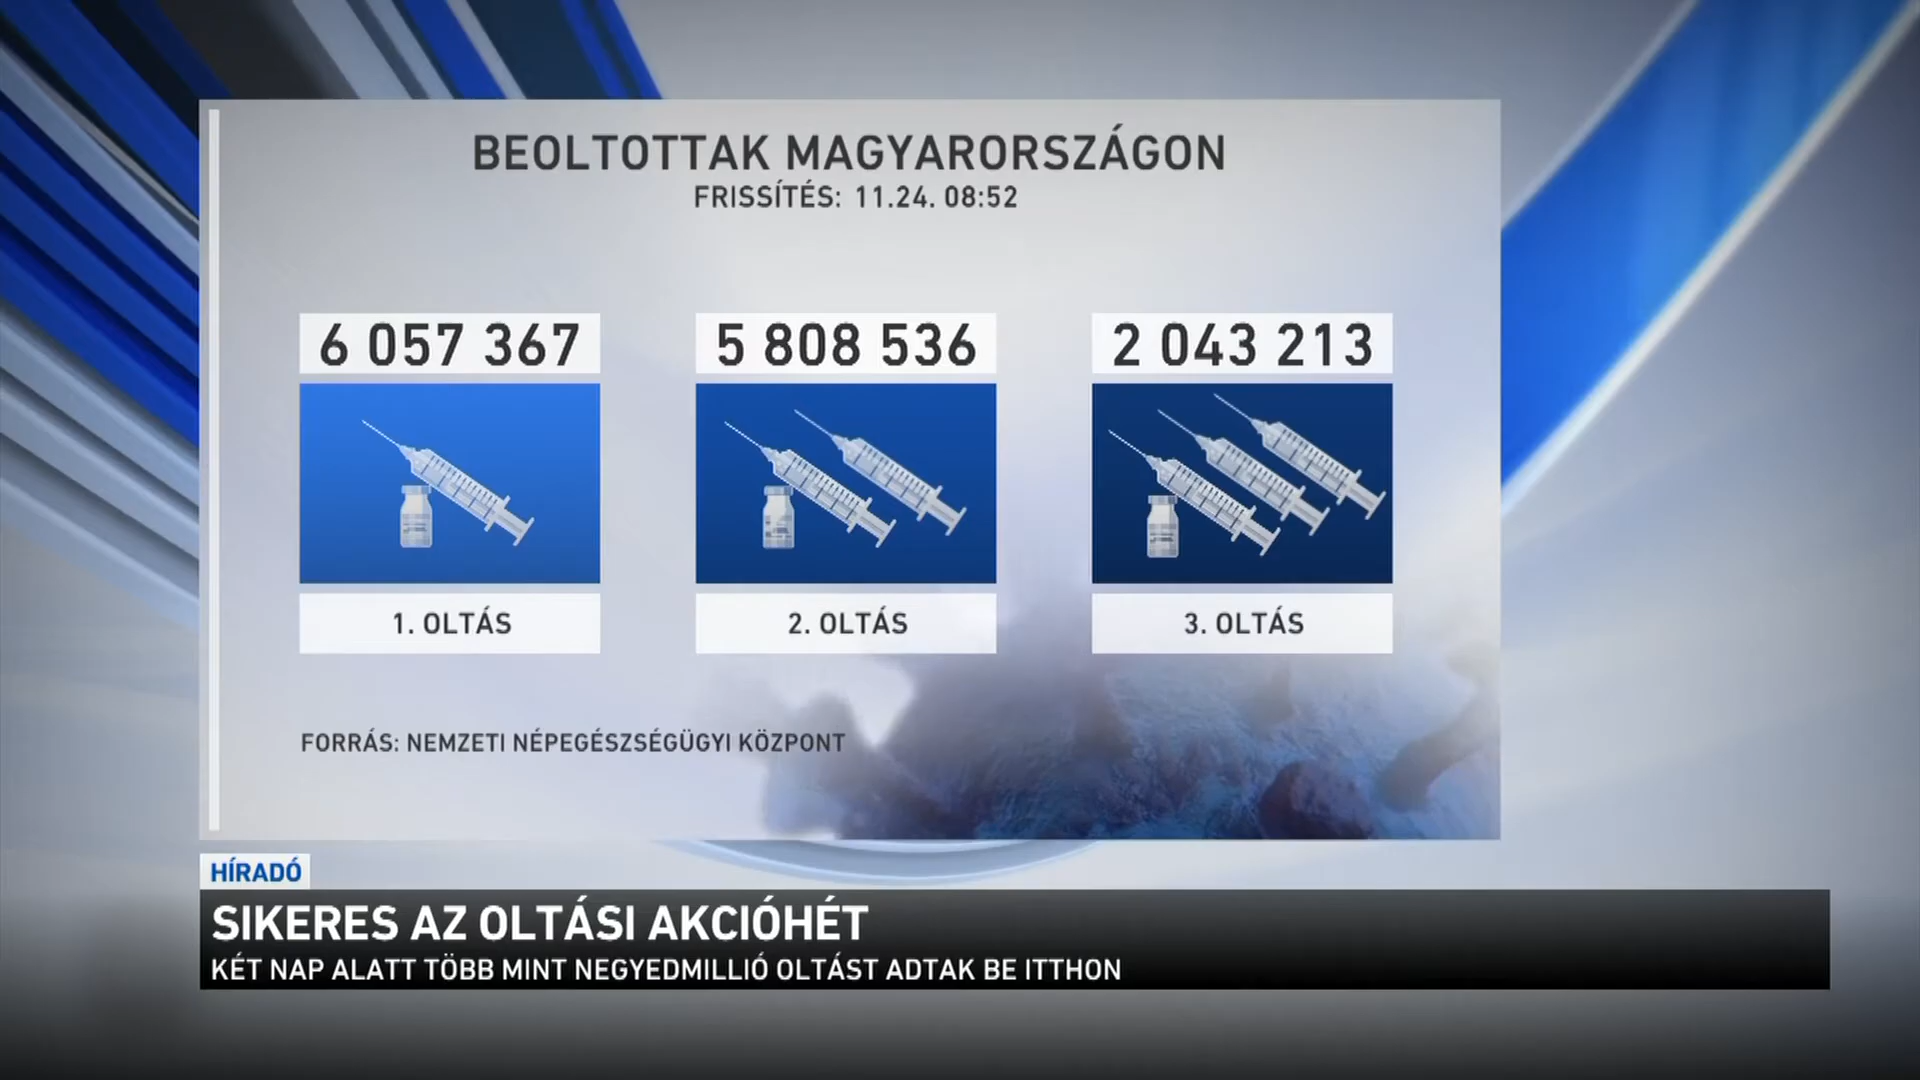 BEOLTOTTAK MAGYARORSZÁGON
FRISSÍTÉS: 11.24. 08:52
6 057 367
5 808 536
2 043 213
1. OLTÁS
2. OLTÁS
3. OLTÁS
FORRÁS: NEMZETI NÉPEGÉSZSÉGÜGYI KÖZPONT
HÍRADÓ
SIKERES AZ OLTÁSI AKCIÓHÉT
KÉT NAP ALATT TÖBB MINT NEGYEDMILLIÓ OLTÁST ADTAK BE ITTHON